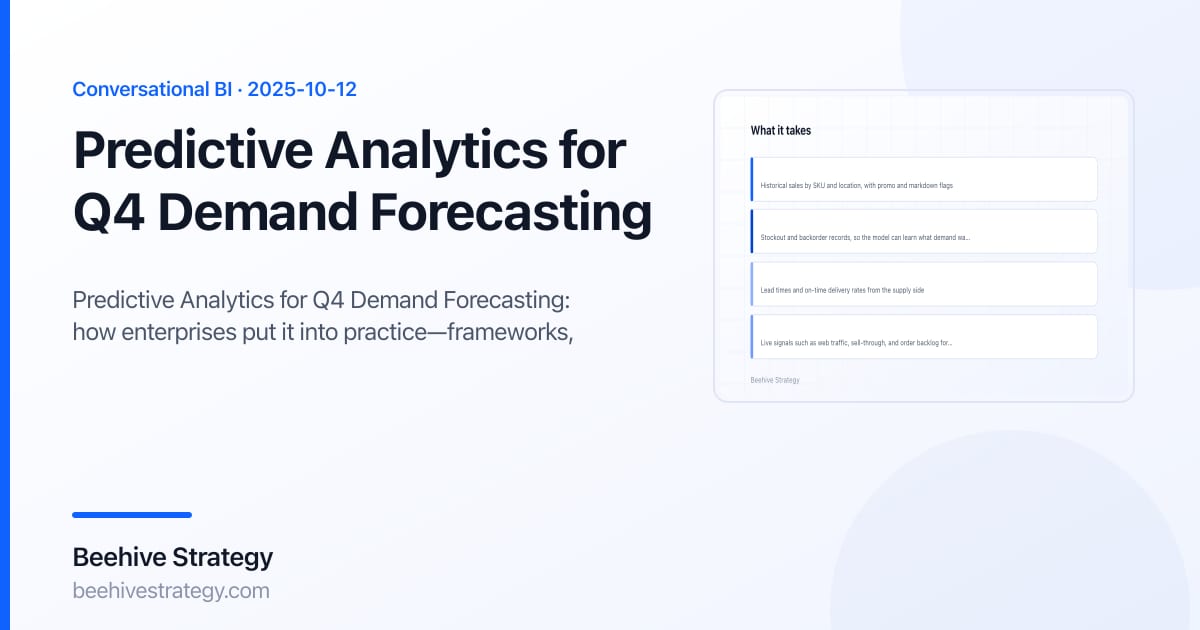 Conversational BI · 2025-10-12
Predictive Analytics for
Q4 Demand Forecasting
Predictive Analytics for Q4 Demand Forecasting:
how enterprises put it into practice—frameworks,
Beehive Strategy
beehivestrategy.com
What it takes
Historical sales by SKU and location, with promo and markdown flags
Stockout and backorder records, so the model can learn what demand wa...
Lead times and on-time delivery rates from the supply side
Live signals such as web traffic, sell-through, and order backlog for...
Beehive Strategy